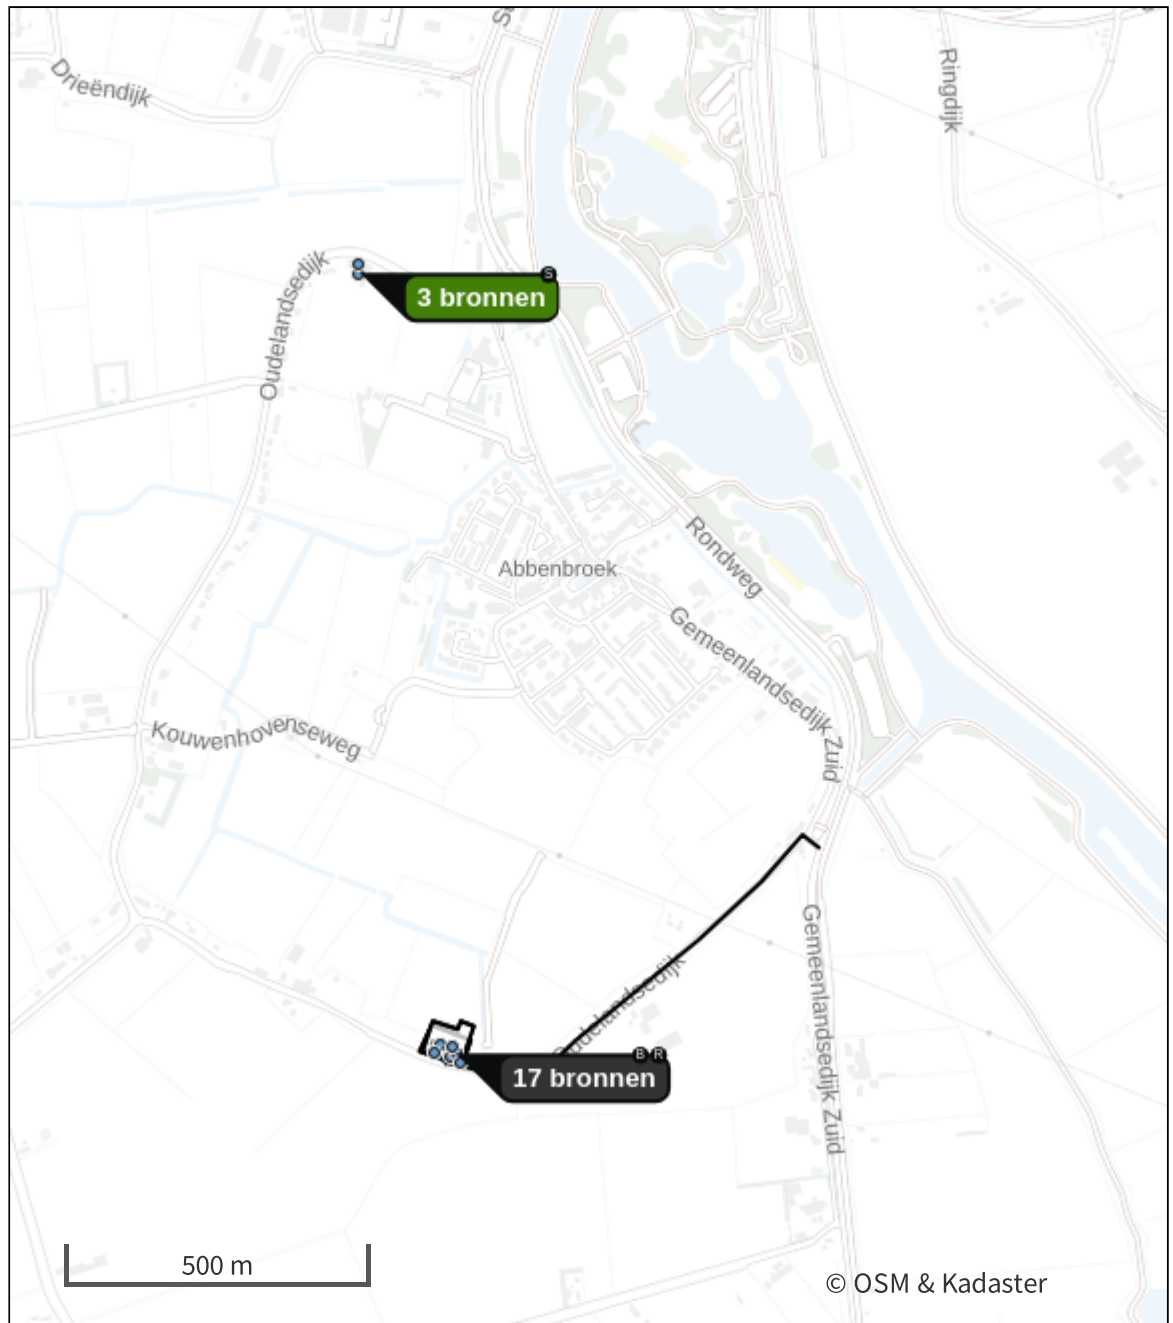 Drieëndijk
Ringdijk
Oudelandsedijk
S
3 bronnen
Rondweg
Abbenbroek
Gemeenlandsedijk Zuid
Kouwenhovenseweg
Oudelandsedijk
Gemeenlandsedijk Zuid
B R
17 bronnen
500 m
© OSM & Kadaster